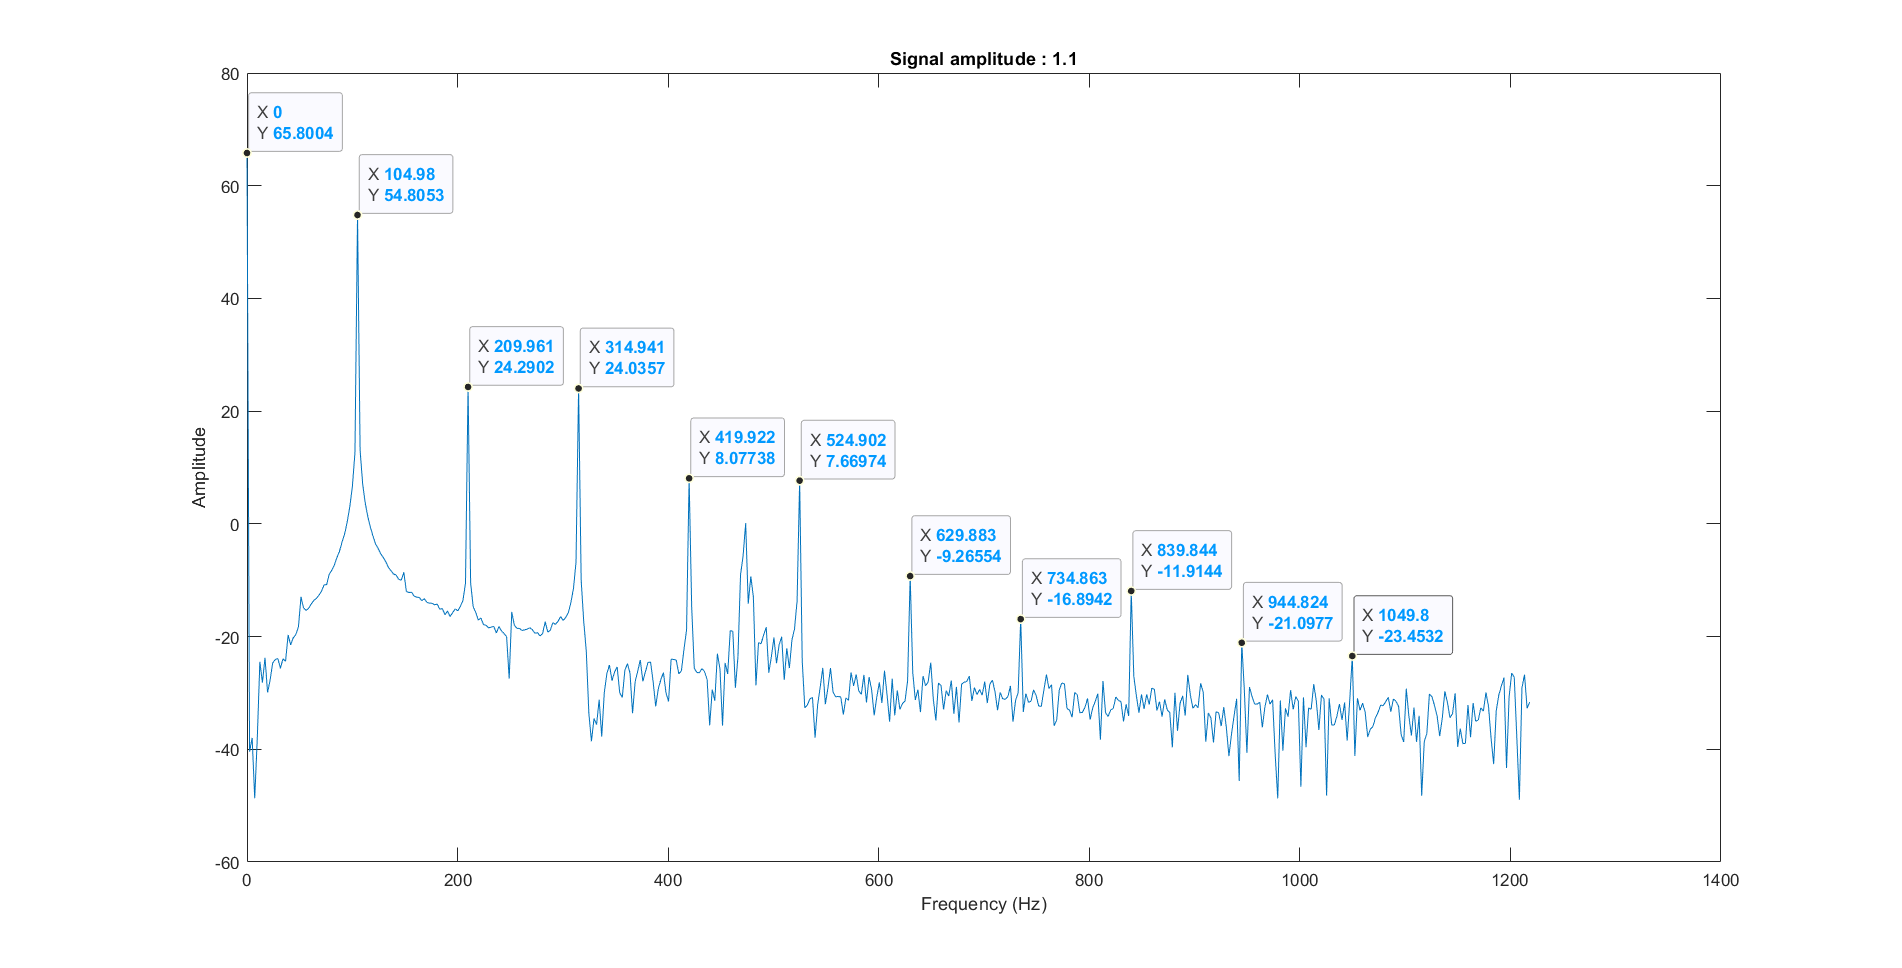 Signal amplitude : 1.1
X 0
Y 65.8004
X 104.98
Y 54.8053
X 209.961
Y 24.2902
X 314.941
Y 24.0357
X 419.922
Y 8.07738
X 524.902
Y 7.66974
X 629.883
Y -9.26554
X 734.863
Y -16.8942
X 839.844
Y -11.9144
X 944.824
Y -21.0977
X 1049.8
Y -23.4532
Amplitude
80
60
40
20
0
-20
-40
-60
0
200
400
600
800
1000
1200
1400
Frequency (Hz)